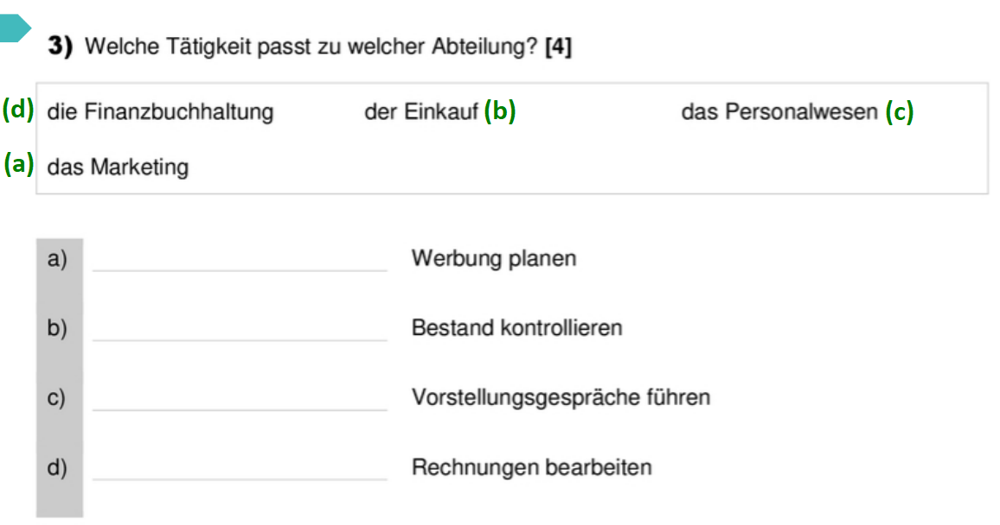 3) Welche Tätigkeit passt zu welcher Abteilung? [4]
(d) die Finanzbuchhaltung der Einkauf (b) das Personalwesen (c)
(a) das Marketing
a) Werbung planen
b) Bestand kontrollieren
c) Vorstellungsgespräche führen
d) Rechnungen bearbeiten